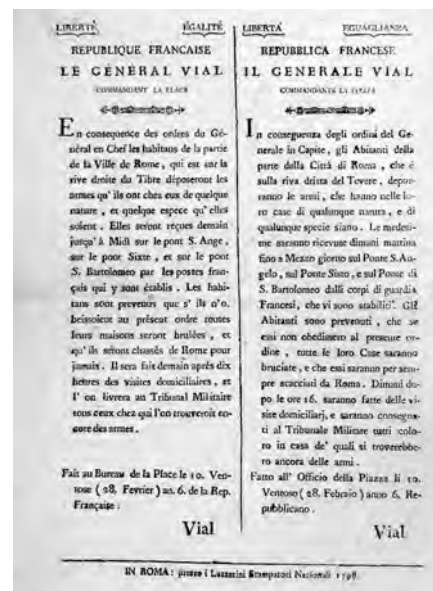 LIBERTÉ ÉGALITÉ
REPUBLIQUE FRANCAISE
LE GÉNÉRAL VIAL
COMMANDANT LA PLACE
En consequence des ordres du Gé-
néral en Chef les habitans de la partie
de la Ville de Rome, qui est sur la
rive droite du Tibre déposeront les
armes qu' ils ont chez eux de quelque
nature, et quelque espece qu' elles
soient. Elles seront reçues demain
jusqu' à Midi sur le pont S. Ange,
sur le pont Sixte, et sur le pont
S. Bartolomeo par les postes fran-
çais qui y sont établis. Les habi-
tans sont prevenus que s' ils n'o.
beissoient au présent ordre toutes
leurs maisons seront brulées, et
qu' ils seront chassés de Rome pour
jamais. Il sera fait demain après dix
heures des visites domiciliaires, et
l' on livrera au Tribunal Militaire
tous ceux chez qui l'on trouveroit en-
core des armes.
Fait au Bureau de la Place le 10. Ven-
tose (28. Fevrier) an. 6. de la Rep.
Française.
Vial
LIBERTÁ EGUAGLIANZA
REPUBBLICA FRANCESE
IL GENERALE VIAL
COMMANDANTE LA PIAZZA
In conseguenza degli ordini del Ge-
nerale in Capite, gli Abitanti della
parte della Città di Roma, che é
sulla riva dritta del Tevere, depor-
ranno le armi, che hanno nelle lo-
ro case di qualunque natura, e di
qualunque specie siano. Le medesi-
me saranno ricevute dimani mattina
fino a Mezzo giorno sul Ponte S. An-
gelo, sul Ponte Sisto, e sul Ponte di
S. Bartolomeo dalli corpi di guardia
Francesi, che vi sono stabiliti. Gli
Abitanti sono prevenuti, che se
essi non obedissero al presente or-
dine, tutte le loro Case saranno
bruciate, e che essi saranno per sem-
pre scacciati da Roma. Dimani do-
po le ore 16. saranno fatte delle vi-
site domiciliarj, e saranno consegna-
ti al Tribunale Militare tutti colo-
ro in casa de' quali si troverebbe-
ro ancora delle armi.
Fatto all' Officio della Piazza li 10.
Ventoso (28. Febraio) anno 6. Re-
pubblicano.
Vial
IN ROMA: presso i Lazzarini Stampatori Nazionali 1798.